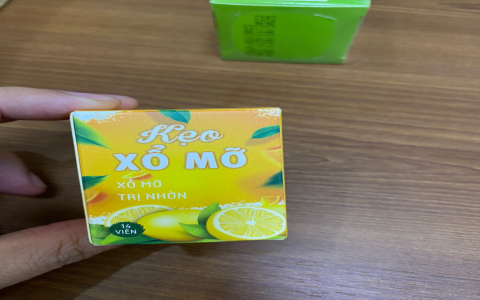 Kẹo
XỔ MỠ
XỔ MỠ
TRỊ NHỜN
14
VIÊN